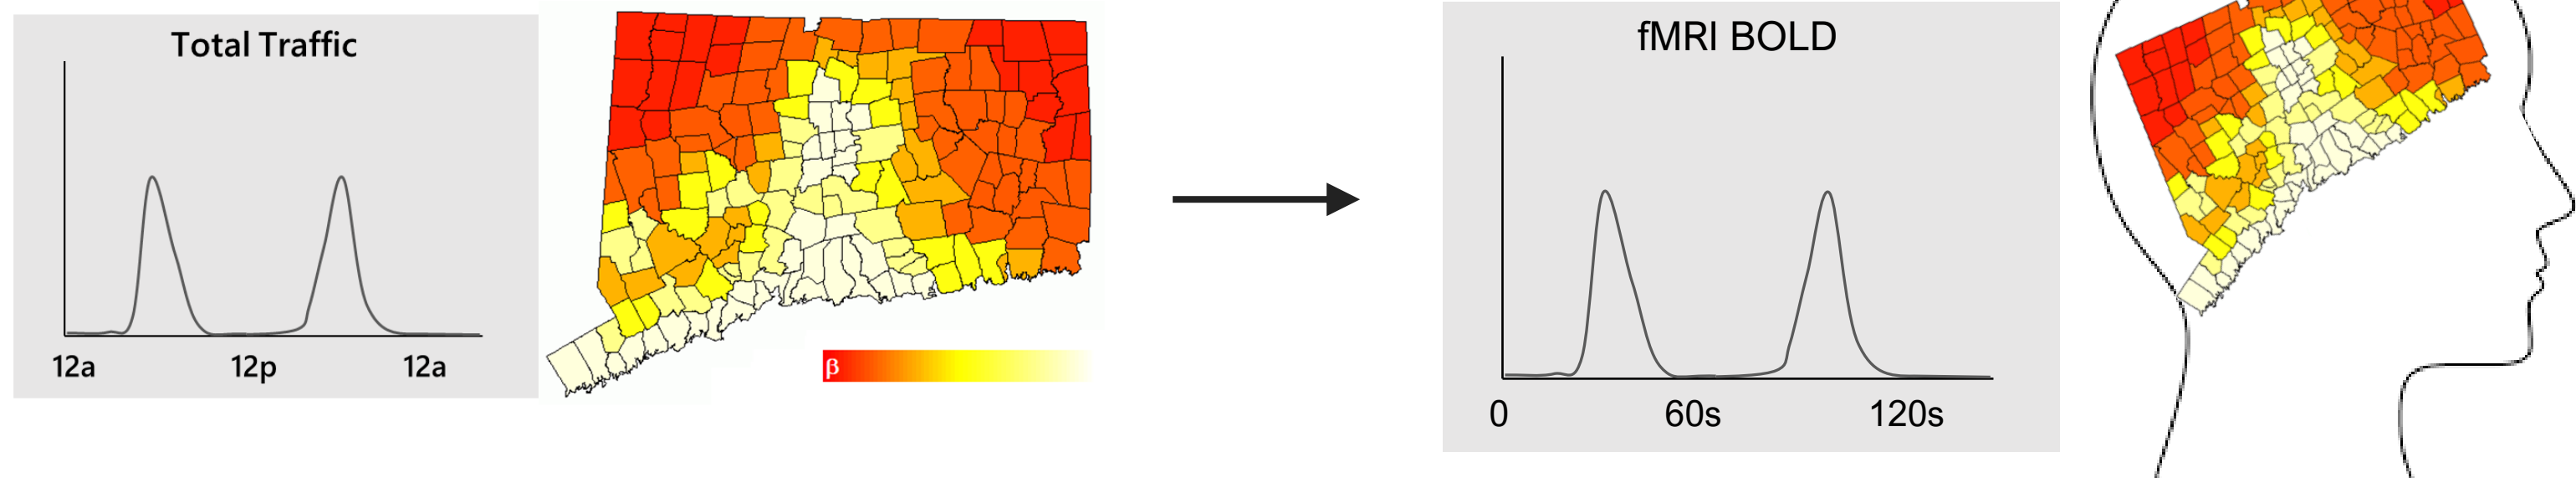 Total Traffic
12a 12p 12a
β
fMRI BOLD
0 60s 120s